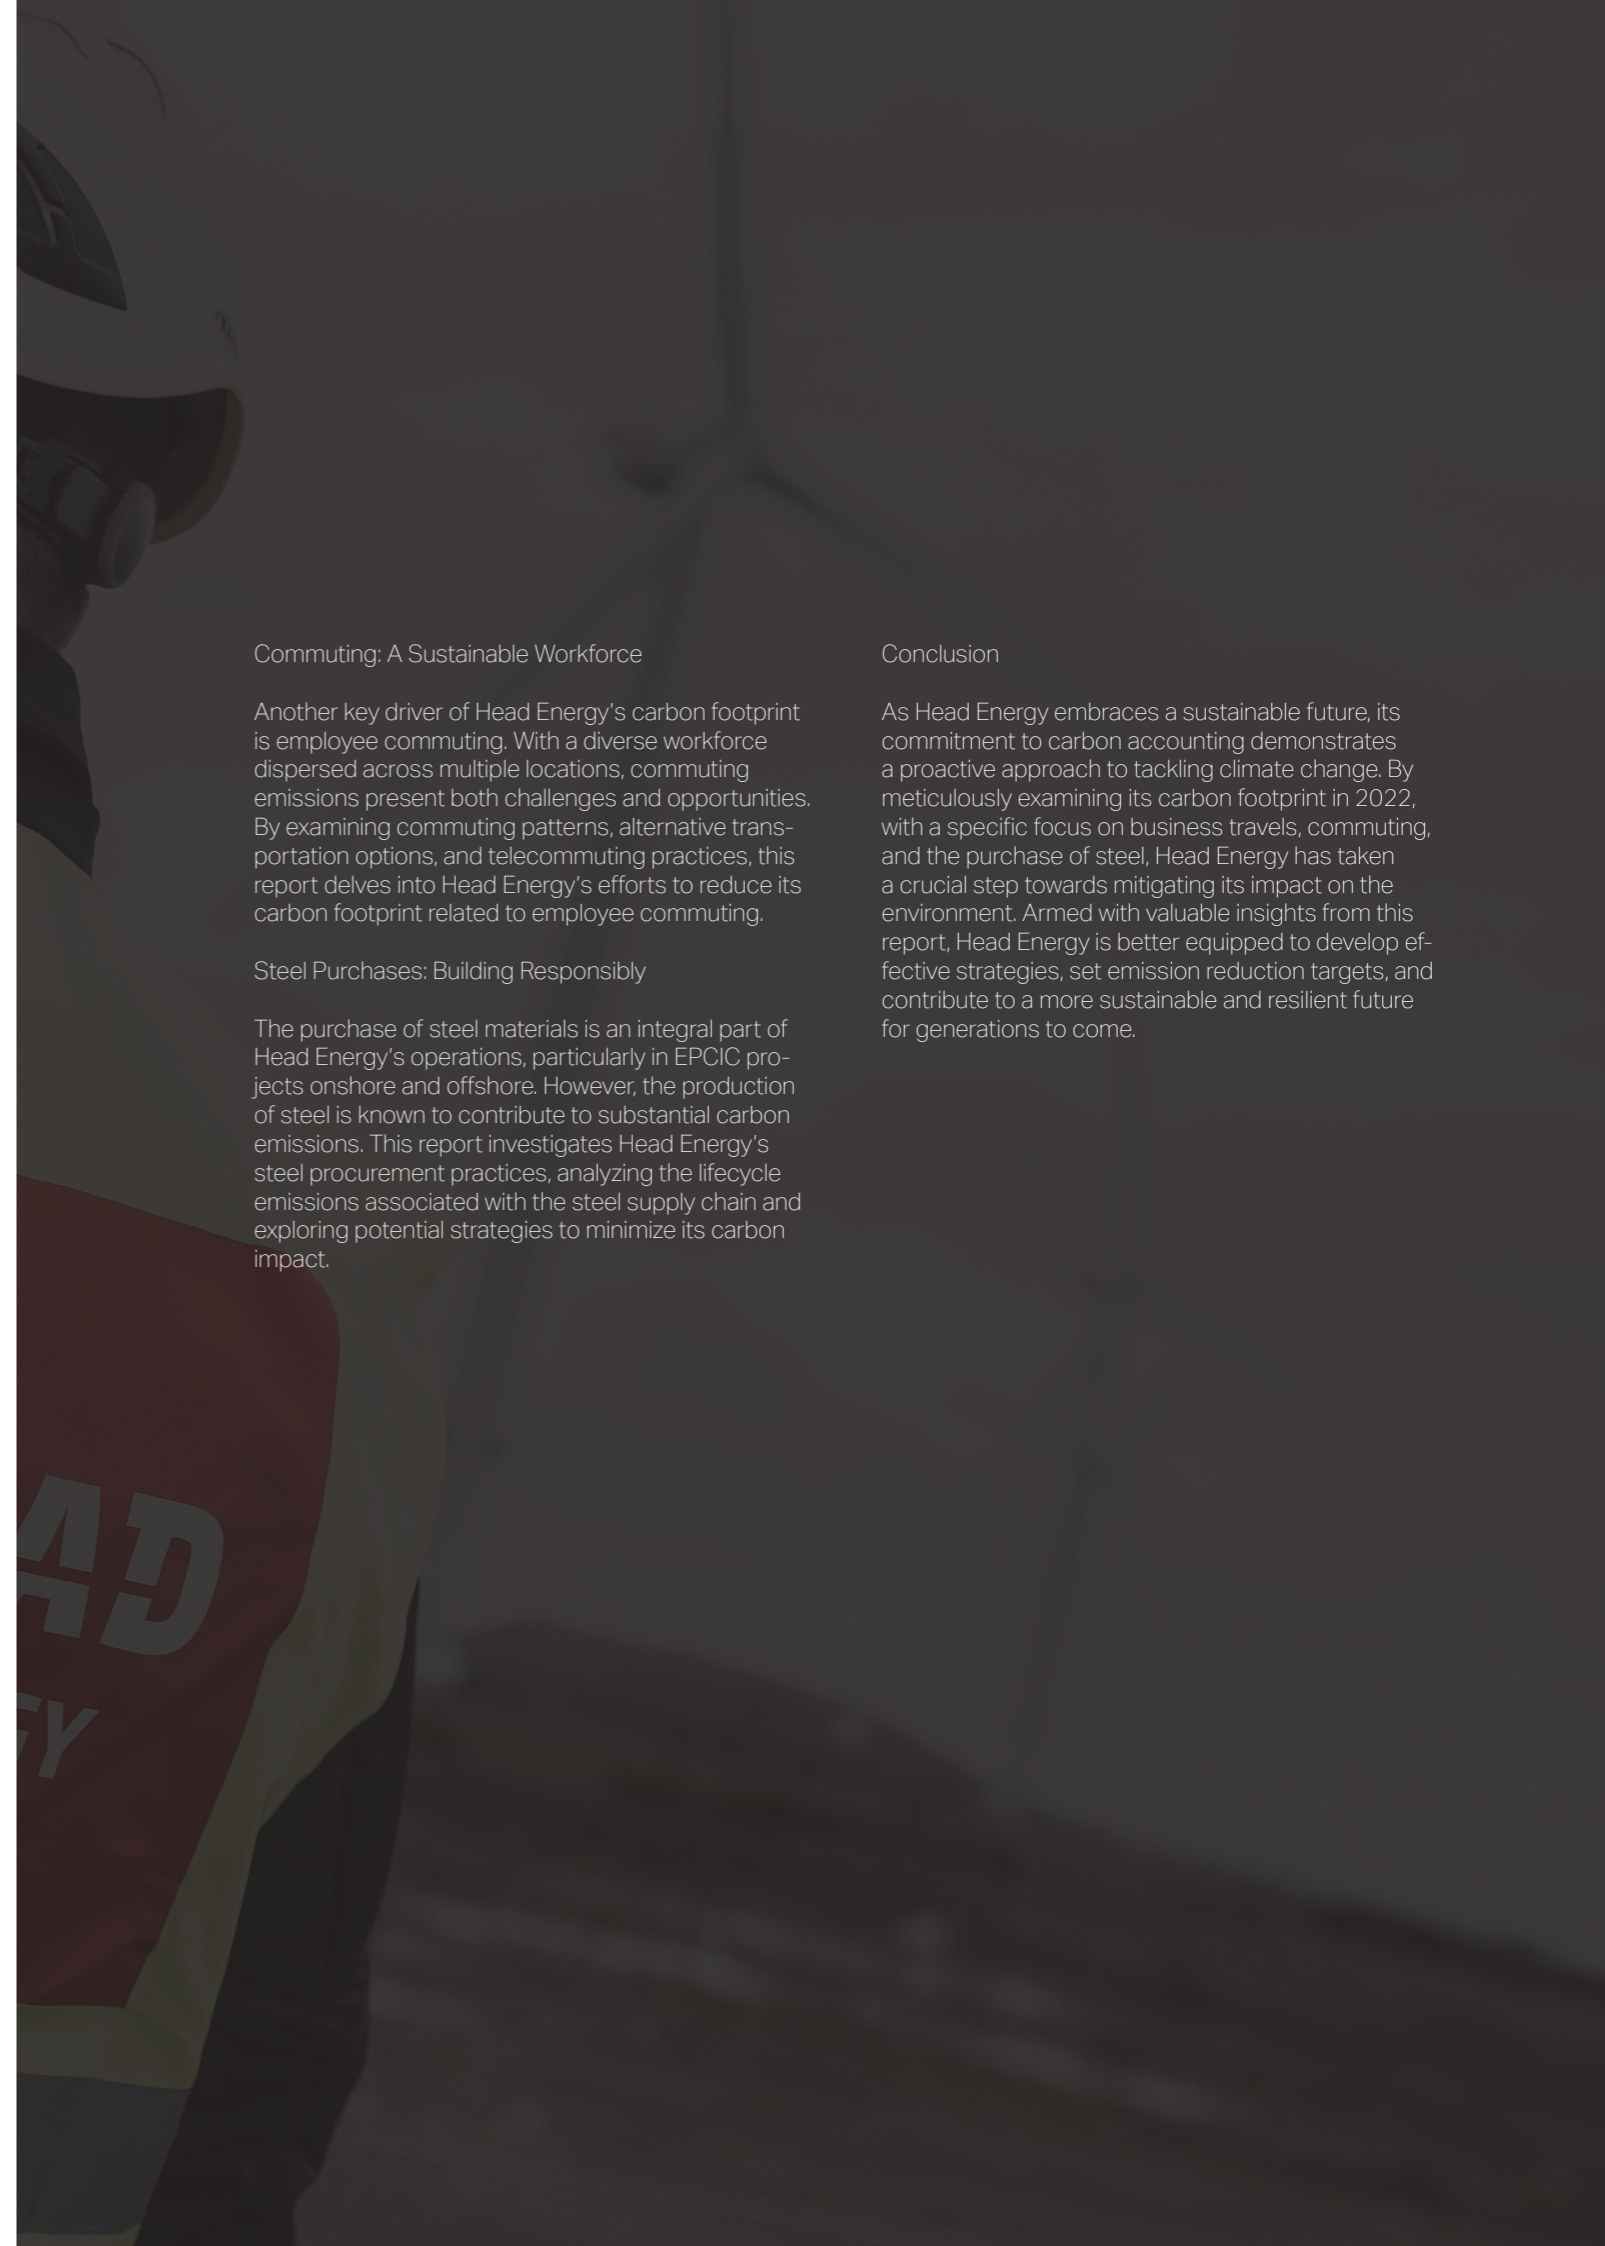 Commuting: A Sustainable Workforce
Another key driver of Head Energy's carbon footprint
is employee commuting. With a diverse workforce
dispersed across multiple locations, commuting
emissions present both challenges and opportunities.
By examining commuting patterns, alternative trans-
portation options, and telecommuting practices, this
report delves into Head Energy's efforts to reduce its
carbon footprint related to employee commuting.
Steel Purchases: Building Responsibly
The purchase of steel materials is an integral part of
Head Energy's operations, particularly in EPCIC pro-
jects onshore and offshore. However, the production
of steel is known to contribute to substantial carbon
emissions. This report investigates Head Energy's
steel procurement practices, analyzing the lifecycle
emissions associated with the steel supply chain and
exploring potential strategies to minimize its carbon
impact.
Conclusion
As Head Energy embraces a sustainable future, its
commitment to carbon accounting demonstrates
a proactive approach to tackling climate change. By
meticulously examining its carbon footprint in 2022,
with a specific focus on business travels, commuting,
and the purchase of steel, Head Energy has taken
a crucial step towards mitigating its impact on the
environment. Armed with valuable insights from this
report, Head Energy is better equipped to develop ef-
fective strategies, set emission reduction targets, and
contribute to a more sustainable and resilient future
for generations to come.
AD
GY